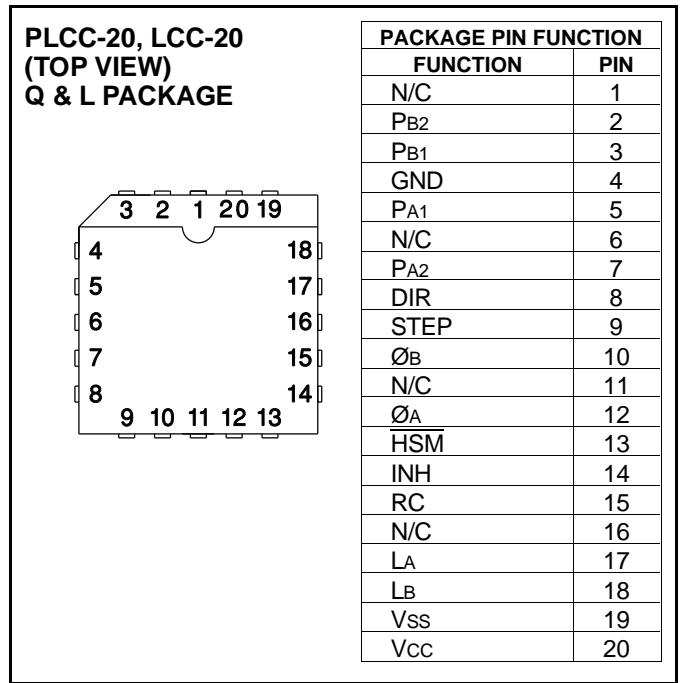 PLCC-20, LCC-20
(TOP VIEW)
Q & L PACKAGE
3 2 1 20 19
4 18
5 17
6 16
7 15
8 14
9 10 11 12 13
PACKAGE PIN FUNCTION
FUNCTION PIN
N/C 1
PB2 2
PB1 3
GND 4
PA1 5
N/C 6
PA2 7
DIR 8
STEP 9
ØB 10
N/C 11
ØA 12
HSM 13
INH 14
RC 15
N/C 16
LA 17
LB 18
VSS 19
VCC 20